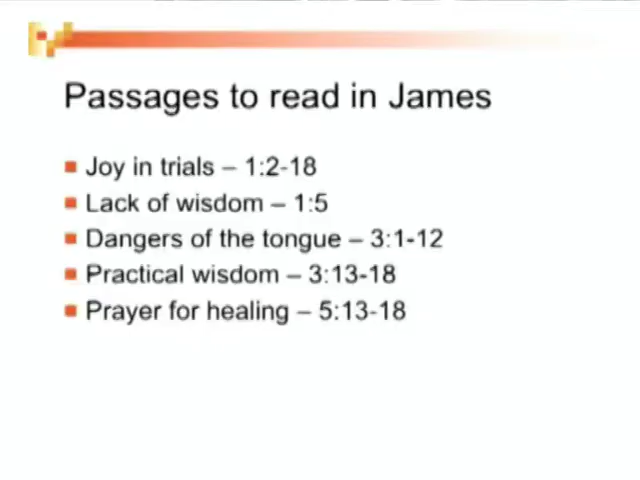 Passages to read in James
Joy in trials – 1:2-18
Lack of wisdom – 1:5
Dangers of the tongue – 3:1-12
Practical wisdom – 3:13-18
Prayer for healing – 5:13-18